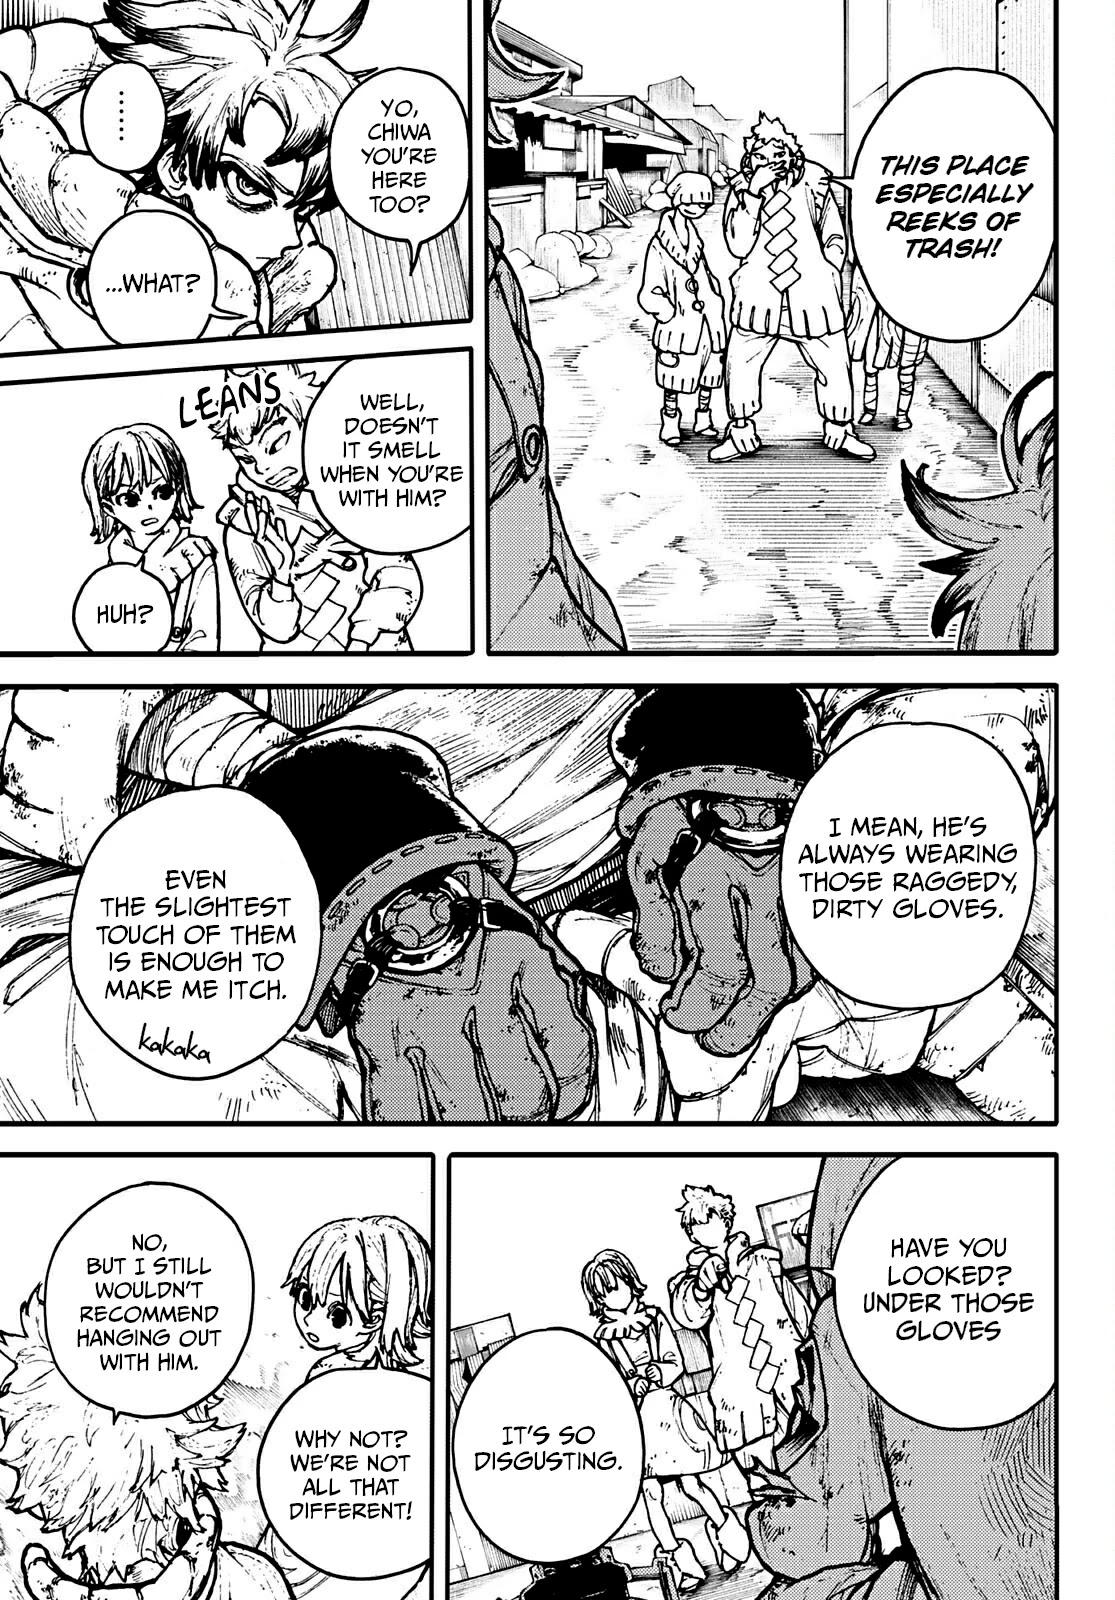 THIS PLACE
ESPECIALLY
REEKS OF
TRASH!
YO,
CHIWA
YOU'RE
HERE
TOO?
......
...WHAT?
WELL,
DOESN'T
IT SMELL
WHEN YOU'RE
WITH HIM?
LEANS
HUH?
I MEAN, HE'S
ALWAYS WEARING
THOSE RAGGEDY,
DIRTY GLOVES.
EVEN
THE SLIGHTEST
TOUCH OF THEM
IS ENOUGH TO
MAKE ME ITCH.
kakaka
HAVE YOU
LOOKED?
UNDER THOSE
GLOVES
IT'S SO
DISGUSTING.
NO,
BUT I STILL
WOULDN'T
RECOMMEND
HANGING OUT
WITH HIM.
WHY NOT?
WE'RE NOT
ALL THAT
DIFFERENT!